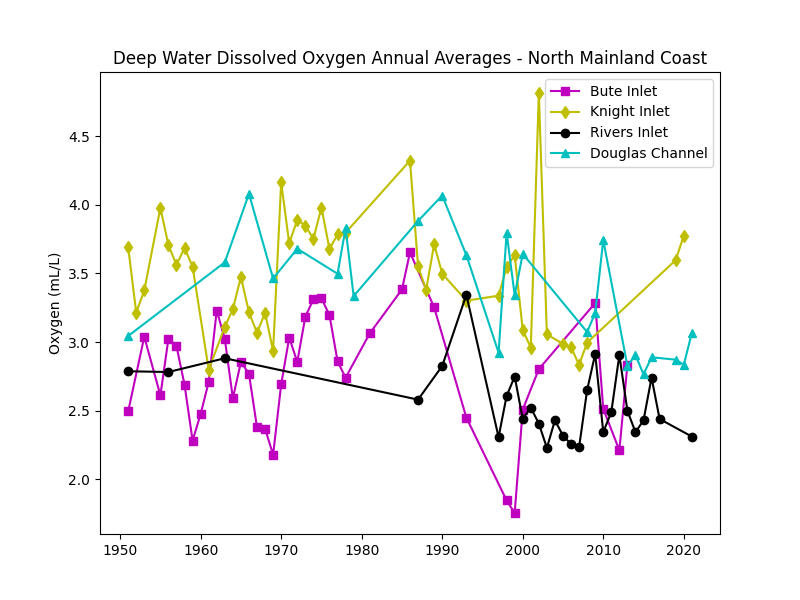 Deep Water Dissolved Oxygen Annual Averages - North Mainland Coast
Bute Inlet
Knight Inlet
Rivers Inlet
Douglas Channel
Oxygen (mL/L)
4.5
4.0
3.5
3.0
2.5
2.0
1950 1960 1970 1980 1990 2000 2010 2020